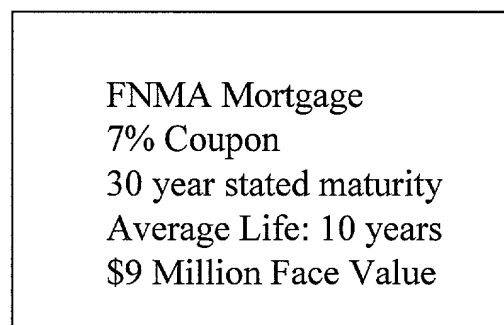 FNMA Mortgage
7% Coupon
30 year stated maturity
Average Life: 10 years
$9 Million Face Value